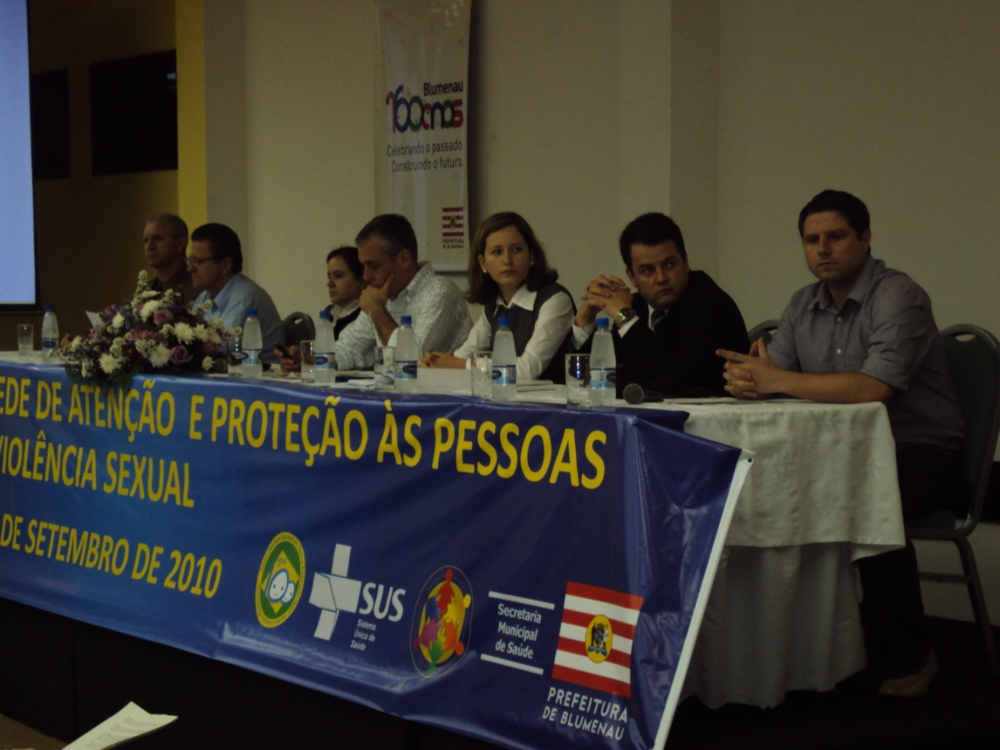 Blumenau
160anos
Celebrando o passado
Construindo o futuro
PREFEITURA
DE BLUMENAU
EDE DE ATENÇÃO E PROTEÇÃO ÀS PESSOAS
VIOLÊNCIA SEXUAL
DE SETEMBRO DE 2010
SUS
Sistema
Único de
Saúde
Secretaria
Municipal
de Saúde
PREFEITURA
DE BLUMENAU